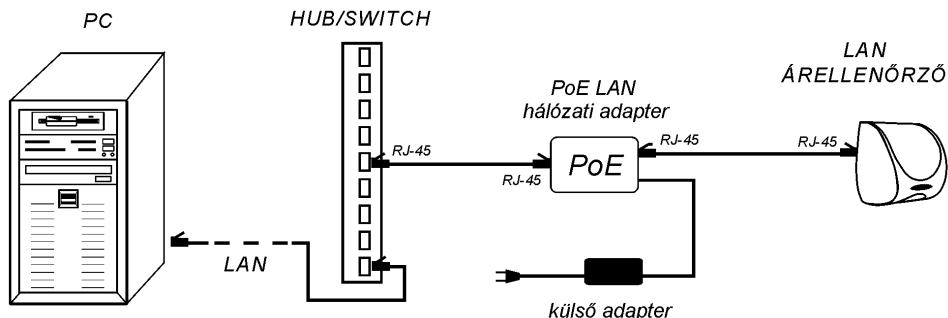 PC
HUB/SWITCH
LAN
ÁRELLENŐRZŐ
PoE LAN
hálózati adapter
RJ-45
RJ-45
PoE
RJ-45
RJ-45
LAN
külső adapter